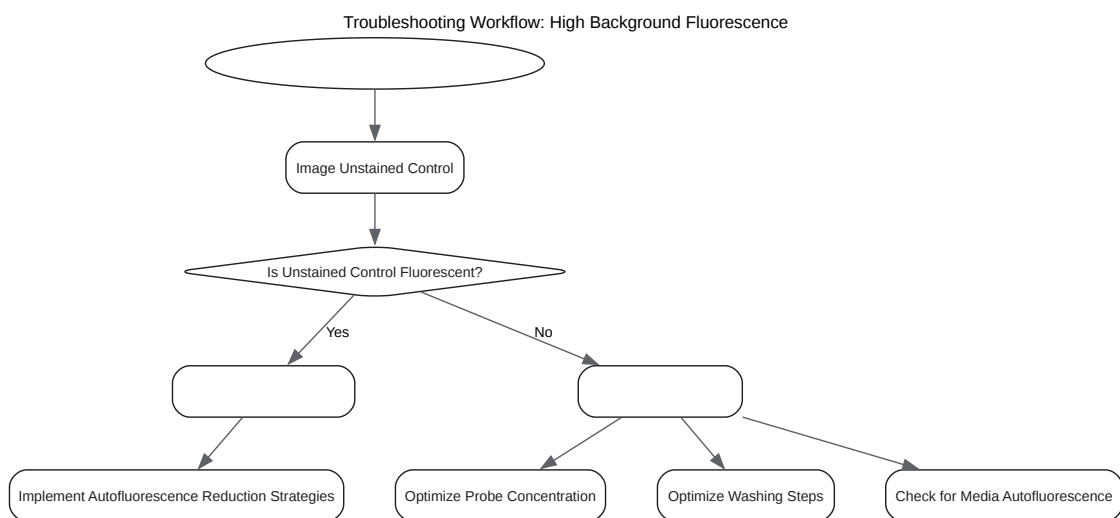 Troubleshooting Workflow: High Background Fluorescence
Image Unstained Control
Is Unstained Control Fluorescent?
Yes
No
Implement Autofluorescence Reduction Strategies
Optimize Probe Concentration
Optimize Washing Steps
Check for Media Autofluorescence